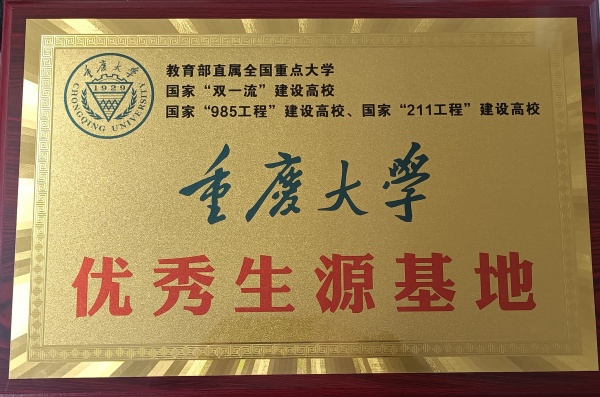 重庆大学
1929
CHONGQING UNIVERSITY
教育部直属全国重点大学
国家“双一流”建设高校
国家“985工程”建设高校、国家“211工程”建设高校
重慶大學
优秀生源基地